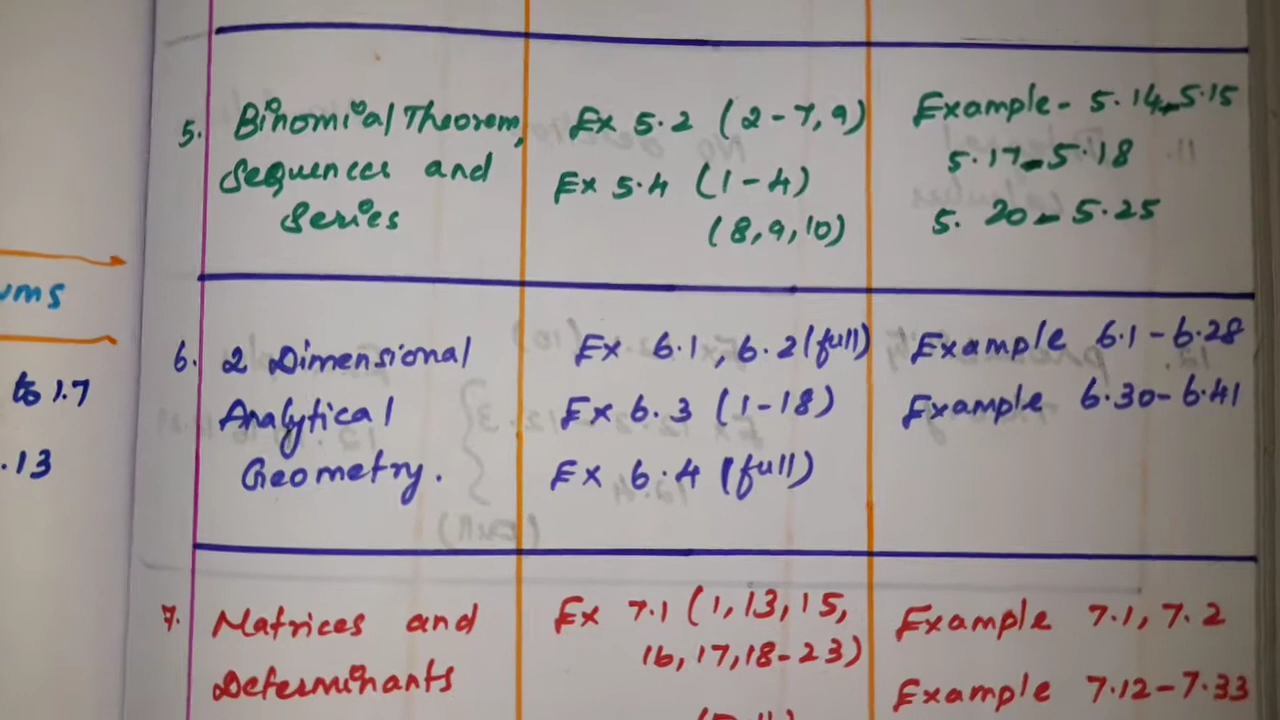 ums
to 1.7
.13
5. Binomial Theorem, Sequences and Series
Ex 5.2 (2-7, 9)
Ex 5.4 (1-4)
(8, 9, 10)
Example - 5.14 - 5.15
5.17 - 5.18
5. 20 - 5.25
6. 2 Dimensional
Analytical
Geometry.
Ex 6.1, 6.2 (full)
Ex 6.3 (1-18)
Ex 6.4 (full)
Example 6.1 - 6.28
Example 6.30 - 6.41
7. Matrices and
Determinants
Ex 7.1 (1, 13, 15,
16, 17, 18-23)
Example 7.1, 7.2
Example 7.12 - 7.33